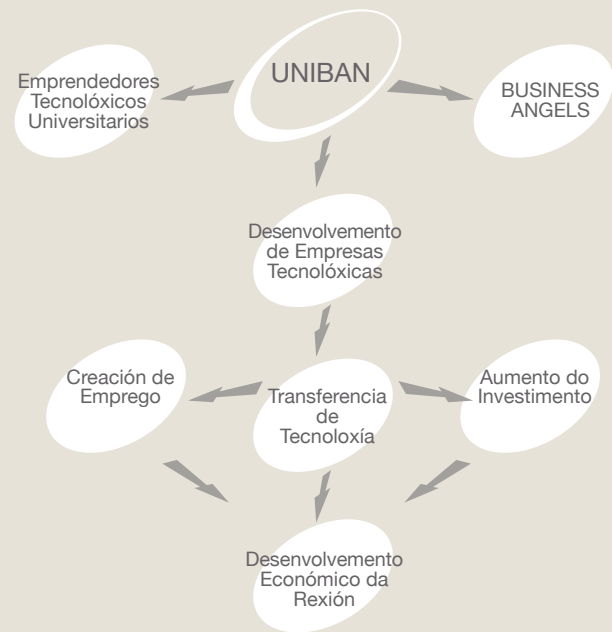 UNIBAN
Emprendedores
Tecnolóxicos
Universitarios
BUSINESS
ANGELS
Desenvolvemento
de Empresas
Tecnolóxicas
Creación de
Emprego
Transferencia
de
Tecnoloxía
Aumento do
Investimento
Desenvolvemento
Económico da
Rexión